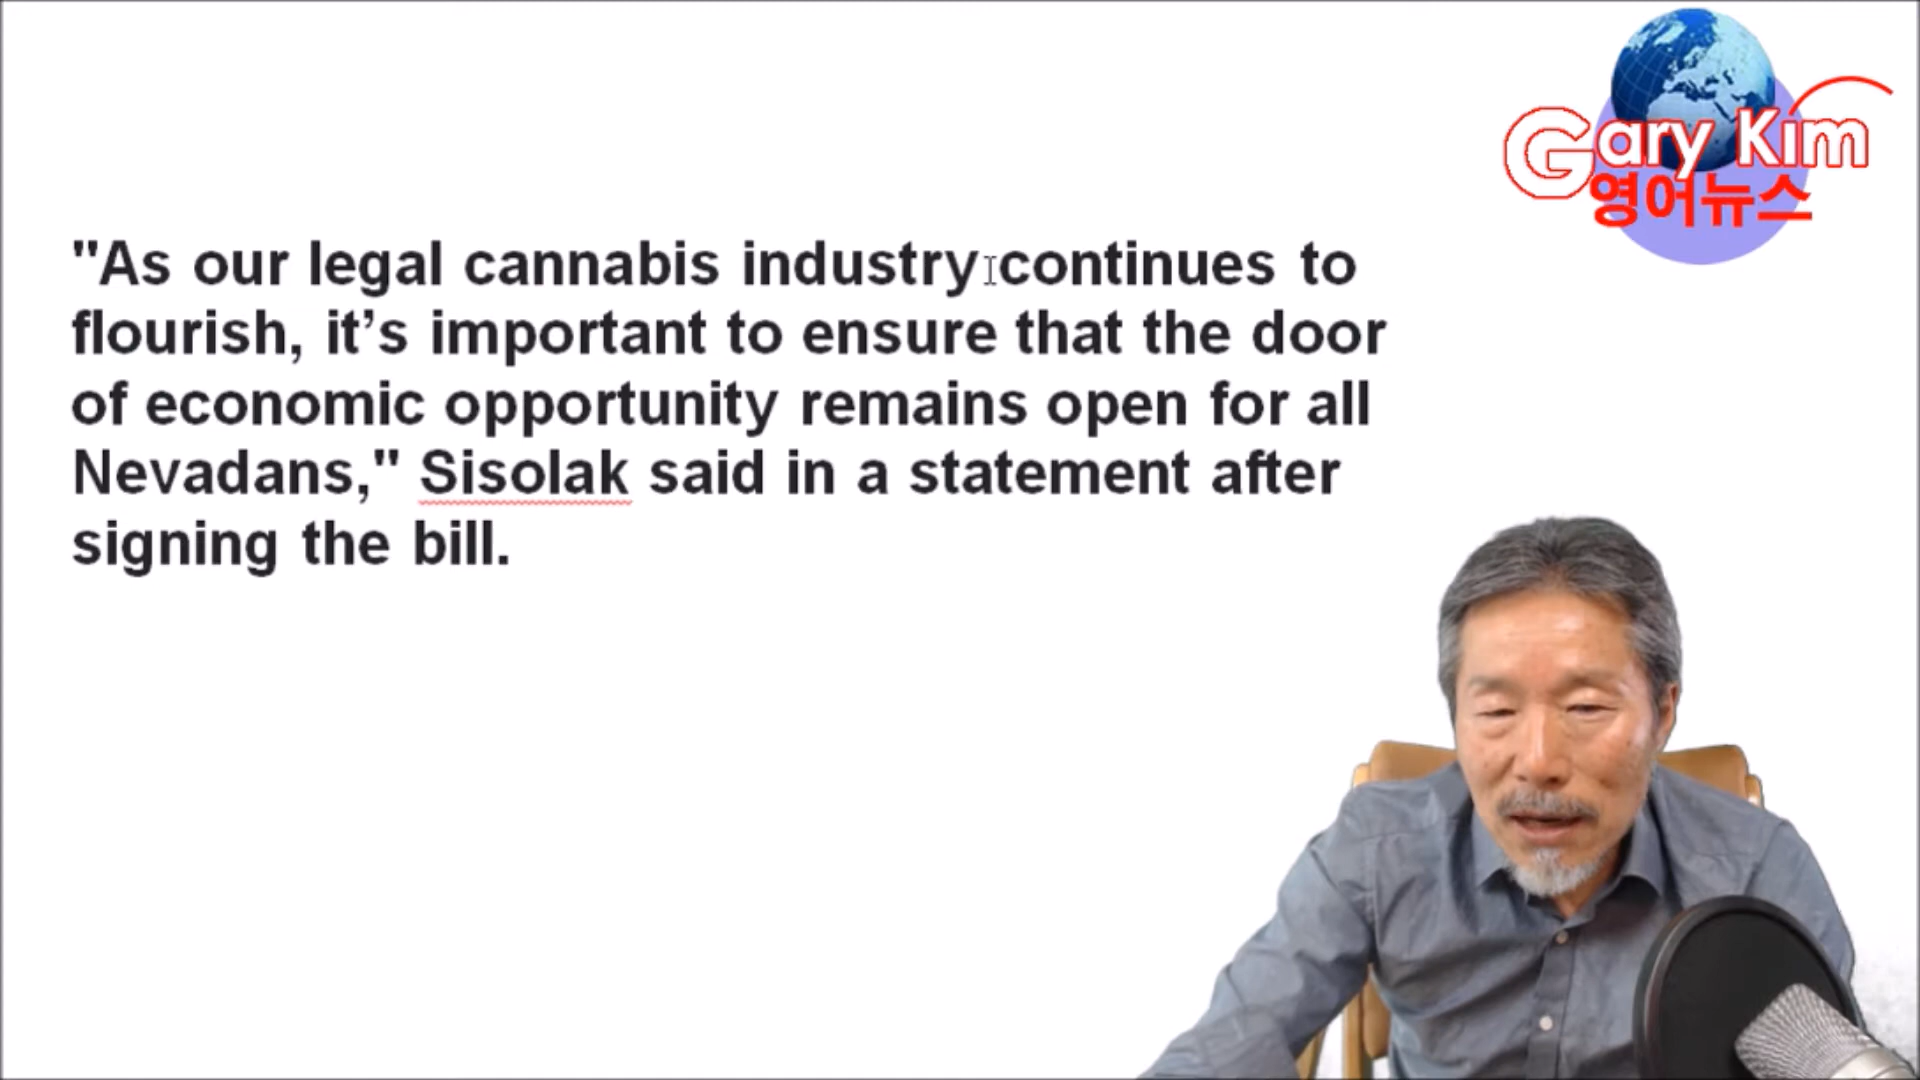 Gary Kim
영어뉴스
"As our legal cannabis industry continues to
flourish, it’s important to ensure that the door
of economic opportunity remains open for all
Nevadans," Sisolak said in a statement after
signing the bill.